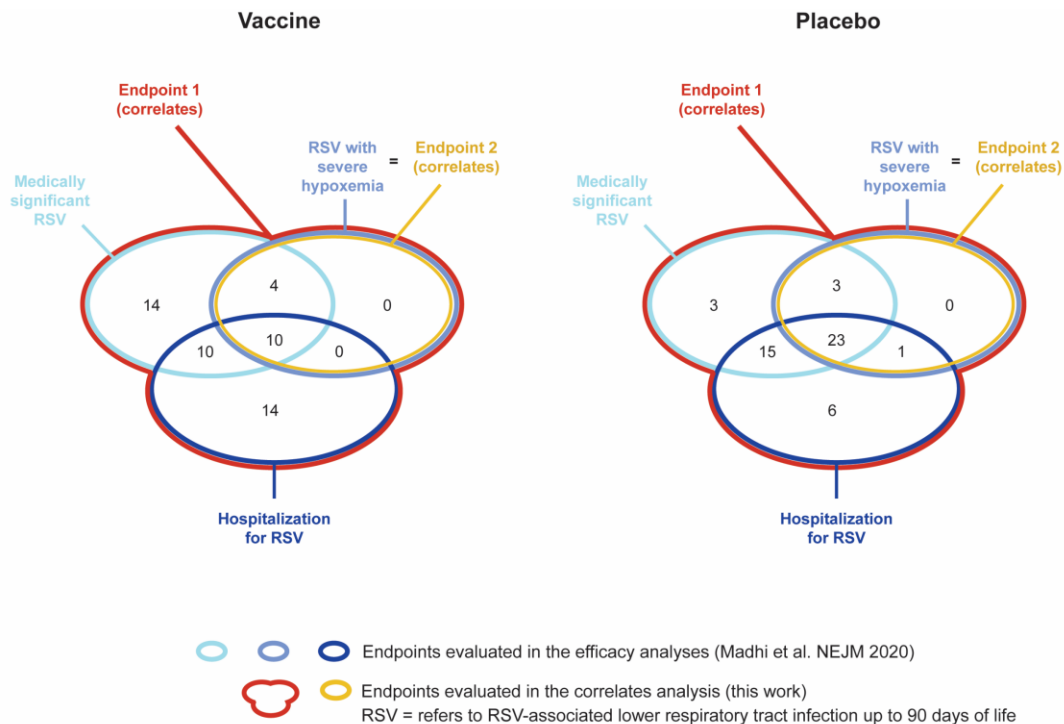 Vaccine
Endpoint 1
(correlates)
RSV with
severe
hypoxemia
=
Endpoint 2
(correlates)
Medically
significant
RSV
4
14
0
10
10
0
14
Hospitalization
for RSV
Placebo
Endpoint 1
(correlates)
RSV with
severe
hypoxemia
=
Endpoint 2
(correlates)
Medically
significant
RSV
3
3
0
15
23
1
6
Hospitalization
for RSV
Endpoints evaluated in the efficacy analyses (Madhi et al. NEJM 2020)
Endpoints evaluated in the correlates analysis (this work)
RSV = refers to RSV-associated lower respiratory tract infection up to 90 days of life